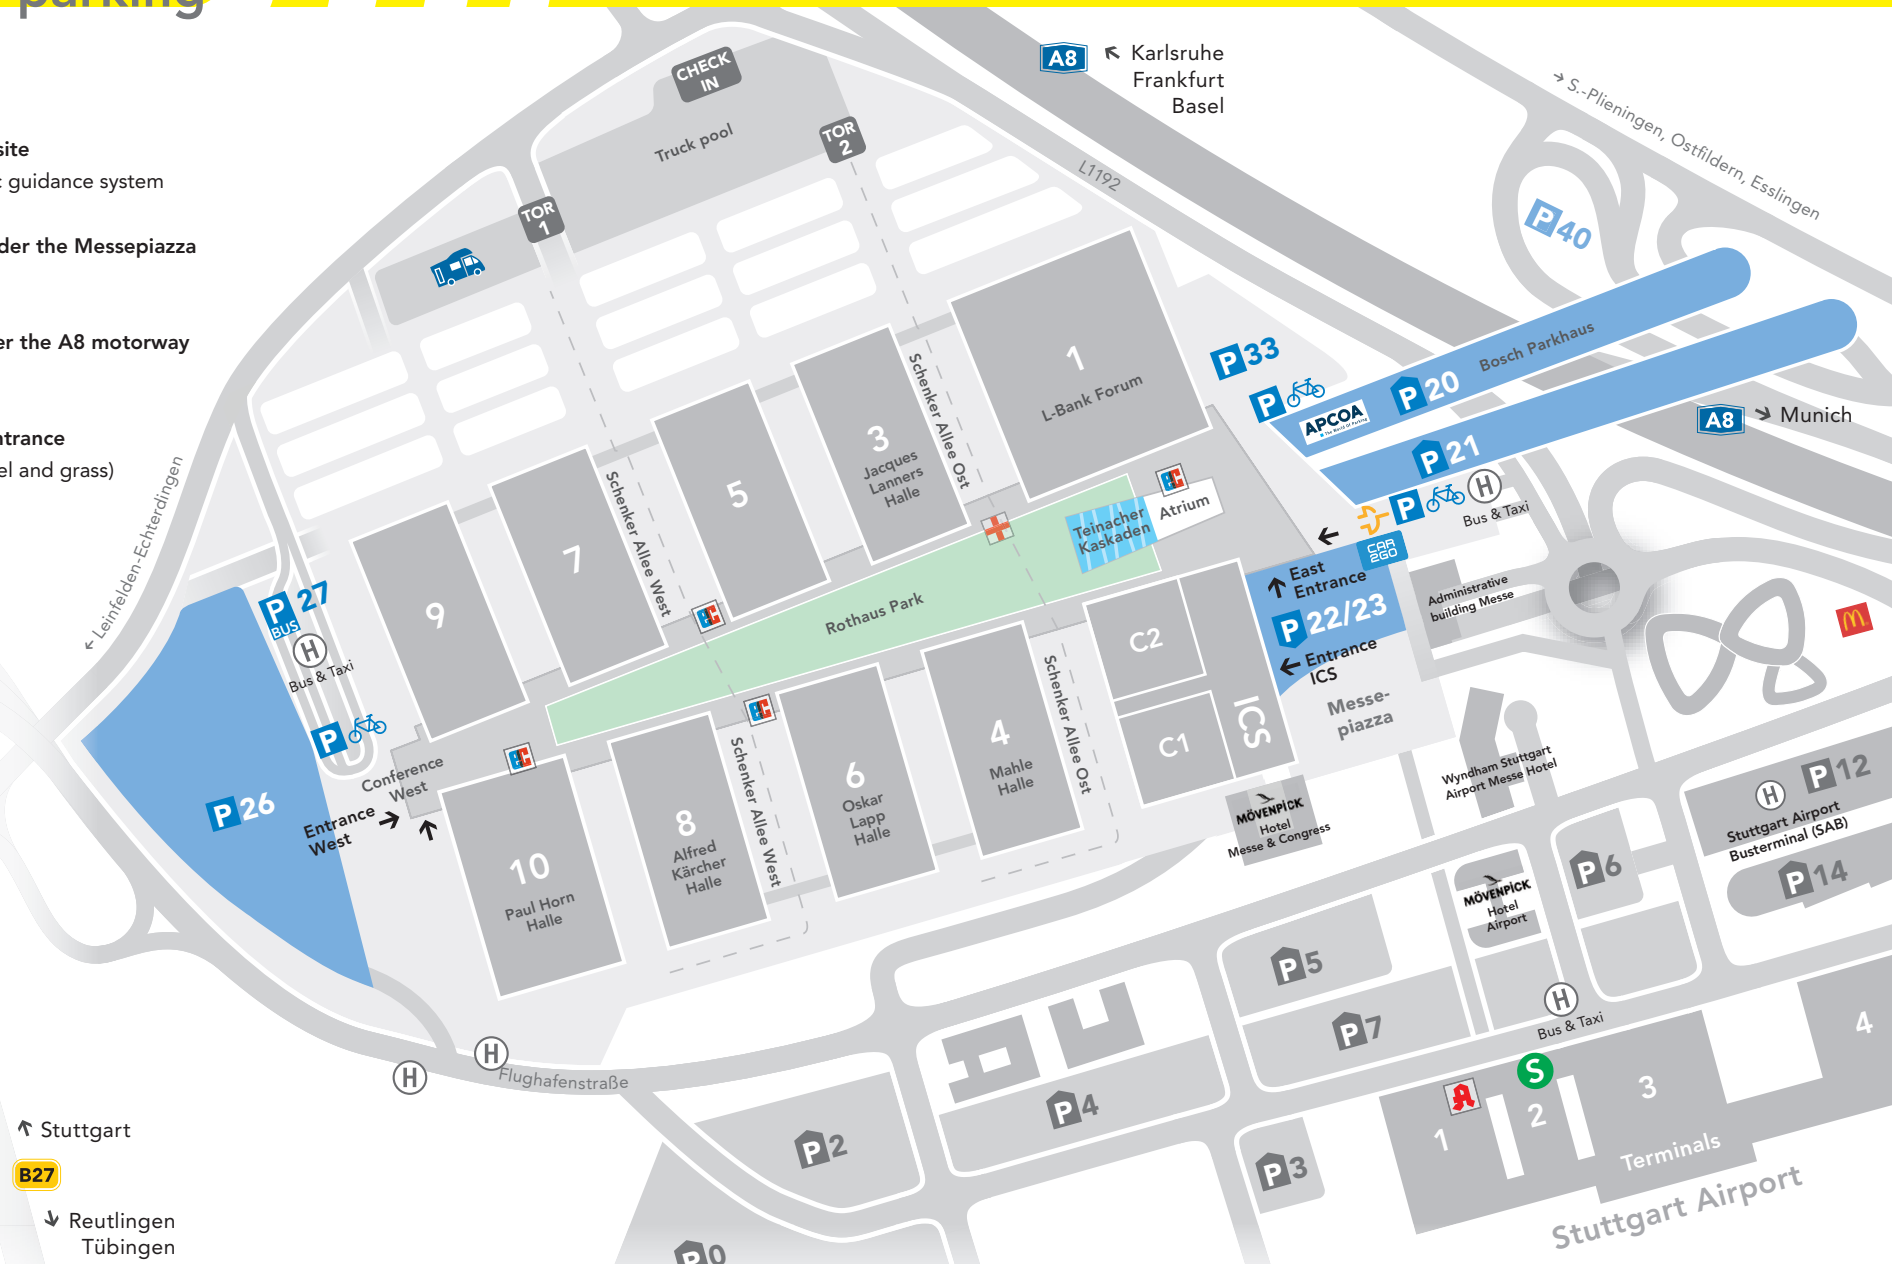 parking
site
guidance system
der the Messepiazza
er the A8 motorway
ntrance
el and grass)
A8
Karlsruhe
Frankfurt
Basel
S.-Plieningen, Ostfildern, Esslingen
L1192
CHECK
IN
Truck pool
TOR
1
TOR
2
P 40
Bosch Parkhaus
P 20
P 21
P 33
P
APCOA
A8
Munich
P
H
Bus & Taxi
CAR
2GO
East
Entrance
P 22/23
Entrance
ICS
Messe-
piazza
Administrative
building Messe
1
L-Bank Forum
3
Jacques
Lanners
Halle
5
7
9
Schenker Allee Ost
Schenker Allee West
Teinacher
Kaskaden
Atrium
EC
EC
EC
EC
Rothaus Park
C2
C1
ICS
4
Mahle
Halle
6
Oskar
Lapp
Halle
8
Alfred
Kärcher
Halle
10
Paul Horn
Halle
Schenker Allee Ost
Schenker Allee West
Leinfelden-Echterdingen
P 27
BUS
H
Bus & Taxi
P
Conference
West
Entrance
West
P 26
MÖVENPICK
Hotel
Messe & Congress
Wyndham Stuttgart
Airport Messe Hotel
MÖVENPICK
Hotel
Airport
H
P 12
Stuttgart Airport
Busterminal (SAB)
P 14
P 6
P 5
P 7
H
Bus & Taxi
P 4
P 2
P 3
P 0
H
H
Flughafenstraße
S
1
2
3
4
Terminals
Stuttgart Airport
Stuttgart
B27
Reutlingen
Tübingen